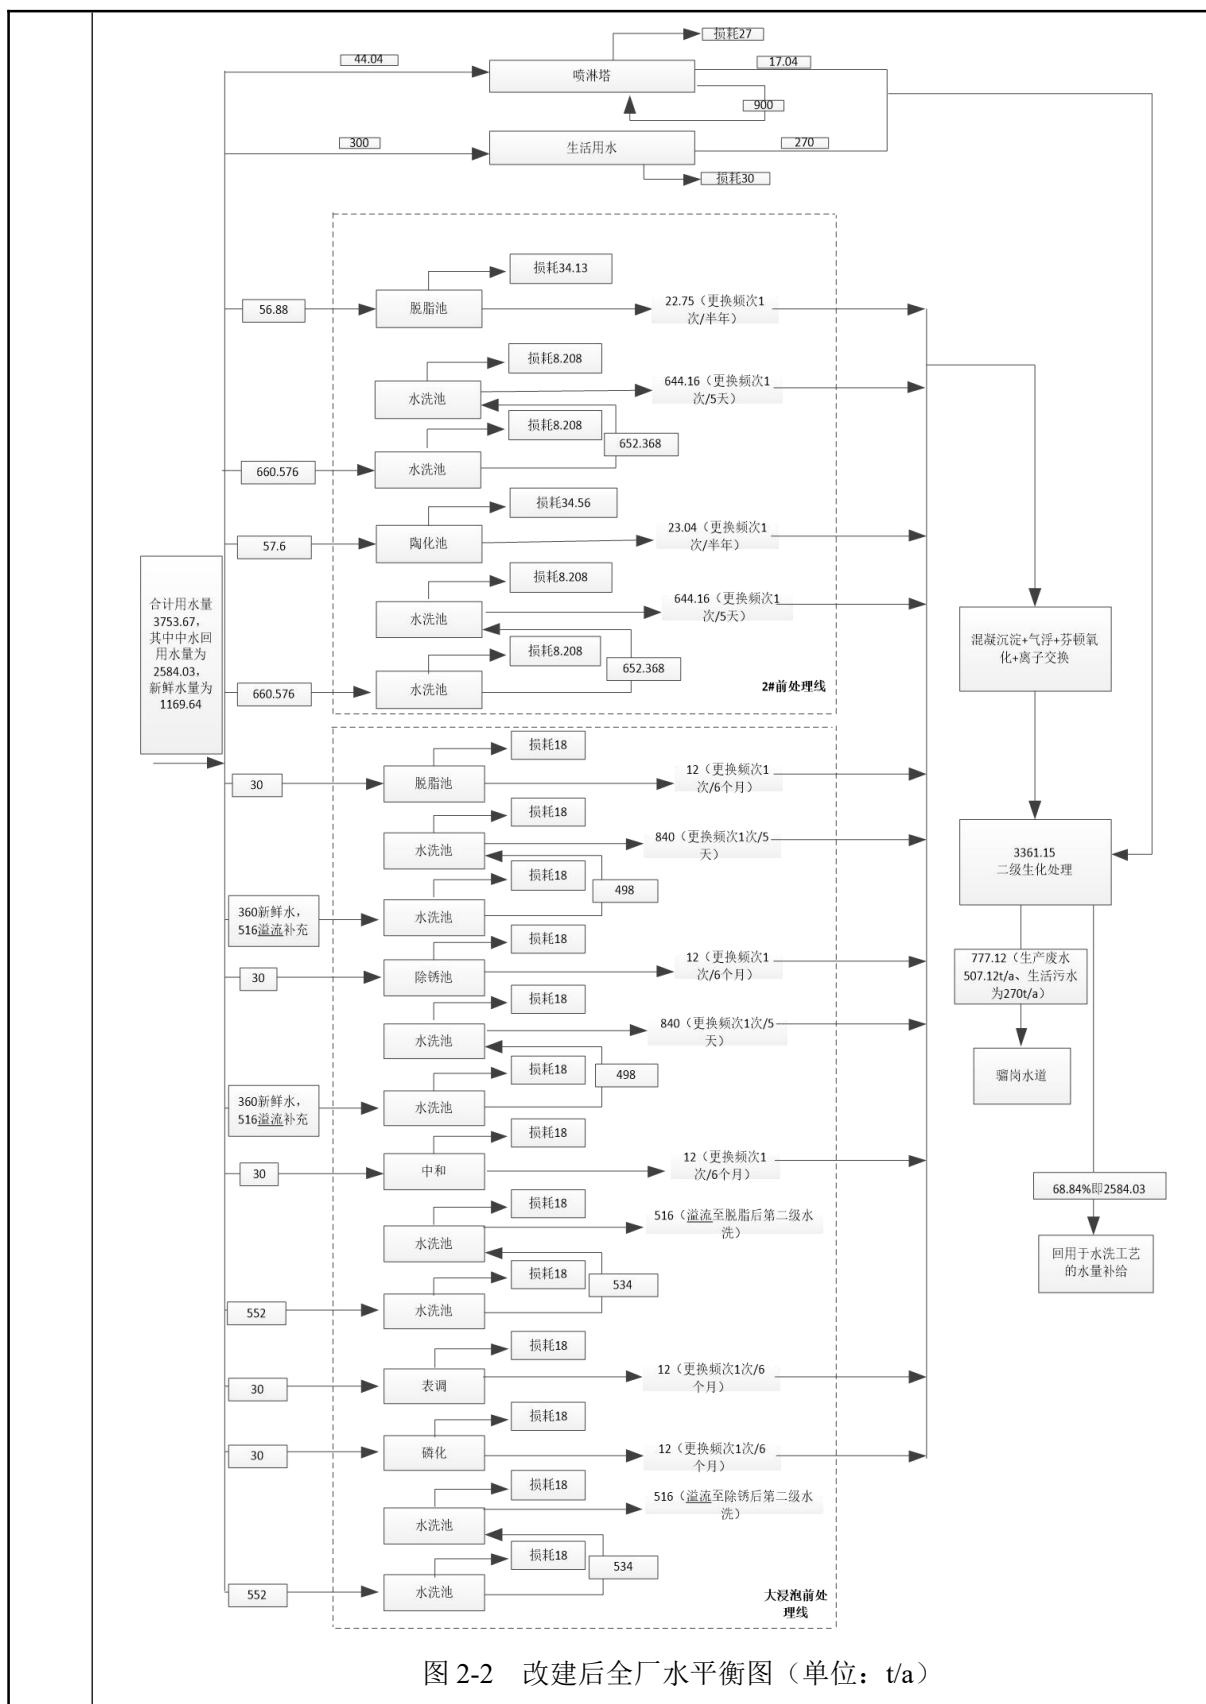 损耗27
44.04
喷淋塔
17.04
900
300
生活用水
270
损耗30
损耗34.13
56.88
脱脂池
22.75（更换频次1
次/半年）
损耗8.208
水洗池
644.16（更换频次1
次/5天）
损耗8.208
652.368
660.576
水洗池
损耗34.56
57.6
陶化池
23.04（更换频次1
次/半年）
损耗8.208
水洗池
644.16（更换频次1
次/5天）
损耗8.208
652.368
660.576
水洗池
2#前处理线
合计用水量
3753.67，
其中中水回
用水量为
2584.03，
新鲜水量为
1169.64
混凝沉淀+气浮+芬顿氧
化+离子交换
损耗18
30
脱脂池
12（更换频次1
次/6个月）
损耗18
水洗池
840（更换频次1次/5
天）
损耗18
498
360新鲜水，
516溢流补充
水洗池
损耗18
30
除锈池
12（更换频次1
次/6个月）
损耗18
水洗池
840（更换频次1次/5
天）
损耗18
498
360新鲜水，
516溢流补充
水洗池
损耗18
30
中和
12（更换频次1
次/6个月）
损耗18
水洗池
516（溢流至脱脂后第二级水
洗）
损耗18
534
552
水洗池
损耗18
30
表调
12（更换频次1次/6
个月）
损耗18
30
磷化
12（更换频次1次/6
个月）
损耗18
水洗池
516（溢流至除锈后第二级水
洗）
损耗18
534
552
水洗池
大浸泡前处
理线
3361.15
二级生化处理
777.12（生产废水
507.12t/a、生活污水
为270t/a）
骝岗水道
68.84%即2584.03
回用于水洗工艺
的水量补给
图 2-2 改建后全厂水平衡图（单位：t/a）